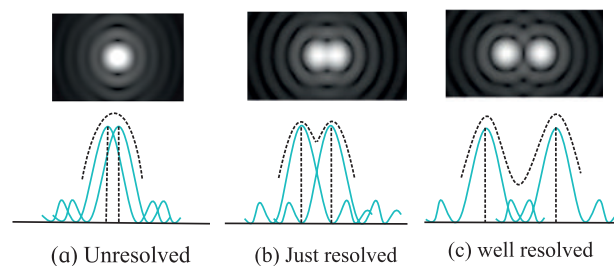 (a) Unresolved
(b) Just resolved
(c) well resolved